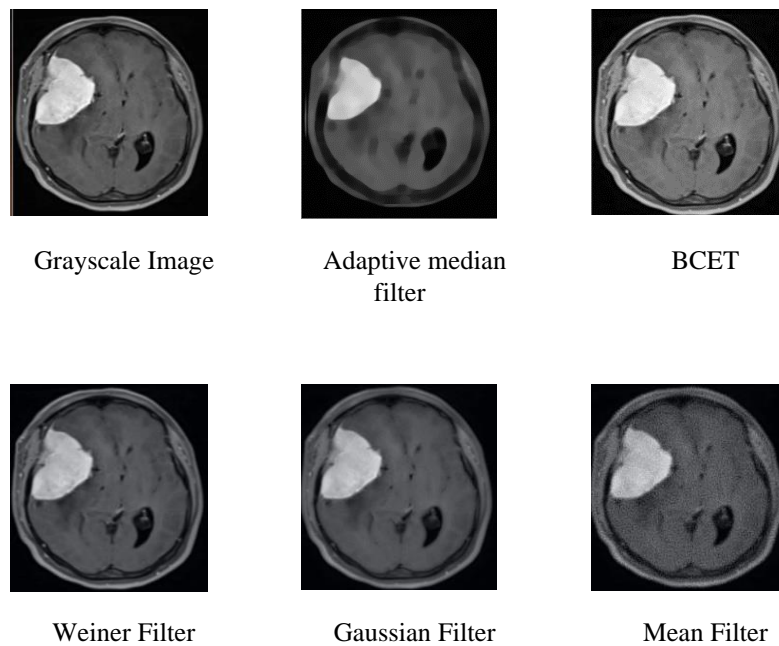 Grayscale Image
Adaptive median
filter
BCET
Weiner Filter
Gaussian Filter
Mean Filter